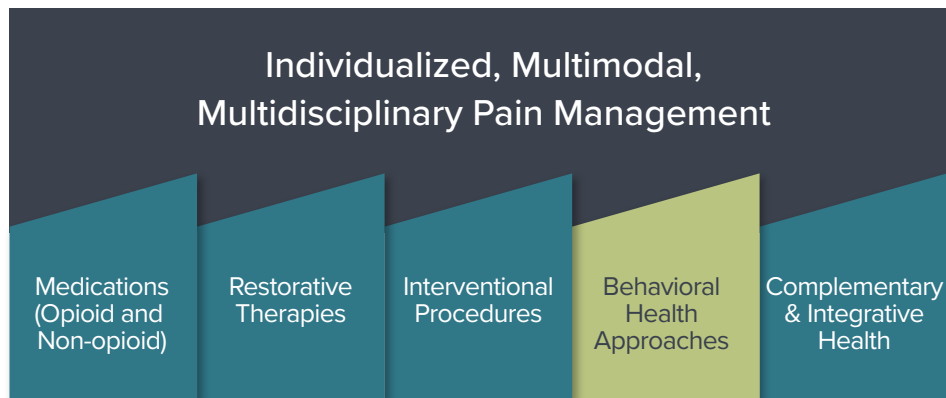 Individualized, Multimodal,
Multidisciplinary Pain Management
Medications
(Opioid and
Non-opioid)
Restorative
Therapies
Interventional
Procedures
Behavioral
Health
Approaches
Complementary
& Integrative
Health